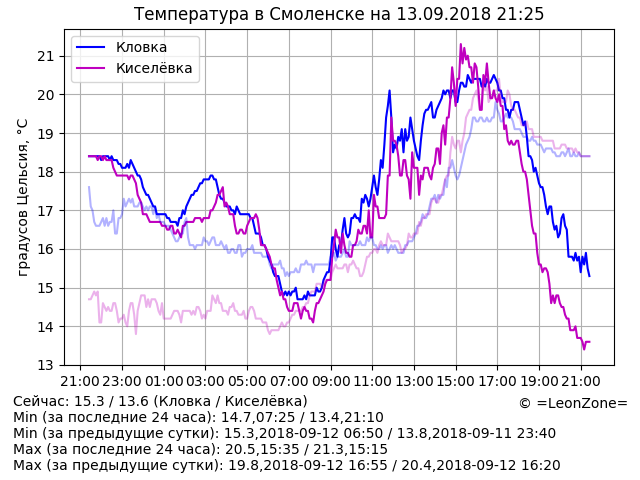 Температура в Смоленске на 13.09.2018 21:25
градусов Цельсия, °C
Кловка
Киселёвка
21
20
19
18
17
16
15
14
13
21:00 23:00 01:00 03:00 05:00 07:00 09:00 11:00 13:00 15:00 17:00 19:00 21:00
Сейчас: 15.3 / 13.6 (Кловка / Киселёвка)
© =LeonZone=
Min (за последние 24 часа): 14.7,07:25 / 13.4,21:10
Min (за предыдущие сутки): 15.3,2018-09-12 06:50 / 13.8,2018-09-11 23:40
Max (за последние 24 часа): 20.5,15:35 / 21.3,15:15
Max (за предыдущие сутки): 19.8,2018-09-12 16:55 / 20.4,2018-09-12 16:20